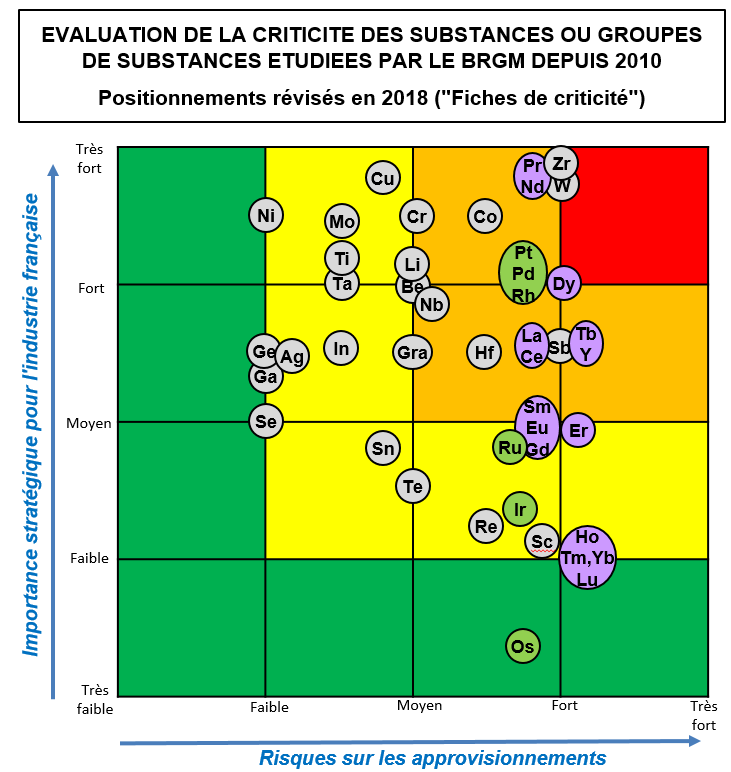 EVALUATION DE LA CRITICITE DES SUBSTANCES OU GROUPES
DE SUBSTANCES ETUDIEES PAR LE BRGM DEPUIS 2010
Positionnements révisés en 2018 ("Fiches de criticité")
Importance stratégique pour l'industrie française
Très
fort
Fort
Moyen
Faible
Très
faible
Cu
Pr
Nd
Zr
W
Ni
Mo
Cr
Co
Ti
Ta
Li
Be
Nb
Pt
Pd
Rh
Dy
Ge
Ga
Ag
In
Gra
Hf
La
Ce
Sb
Tb
Y
Se
Sn
Sm
Eu
Gd
Ru
Er
Te
Re
Ir
Sc
Ho
Tm,Yb
Lu
Os
Faible
Moyen
Fort
Très
fort
Risques sur les approvisionnements